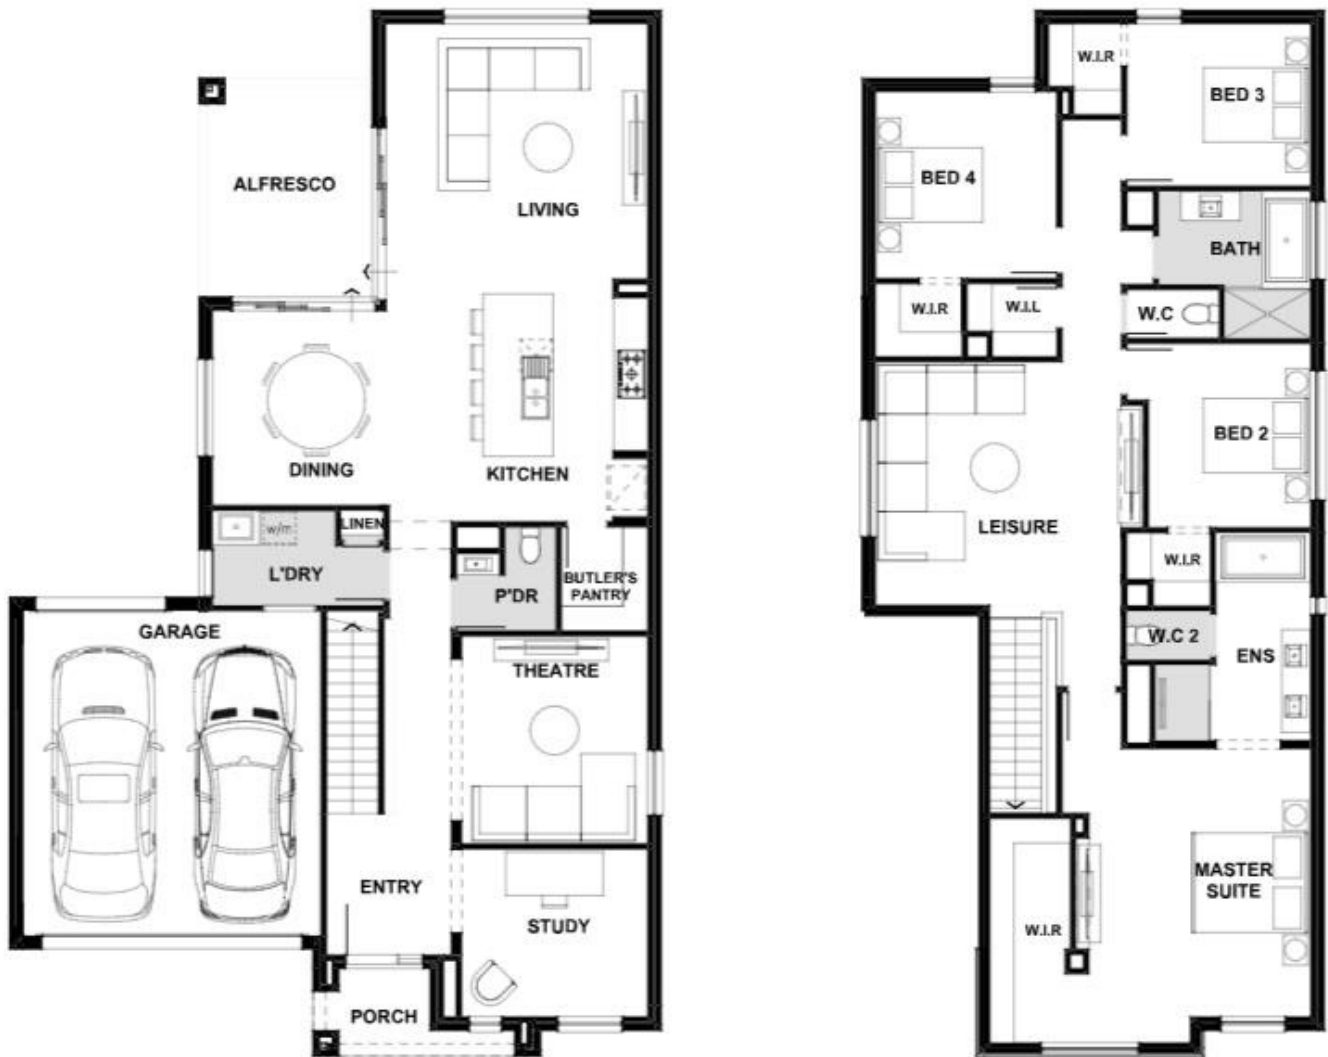 ALFRESCO
LIVING
DINING
KITCHEN
LINEN
w/m
L'DRY
P'DR
BUTLER'S
PANTRY
GARAGE
THEATRE
ENTRY
STUDY
PORCH
W.I.R
BED 3
BED 4
BATH
W.I.R
W.I.L
W.C
BED 2
LEISURE
W.I.R
W.C 2
ENS
MASTER
SUITE
W.I.R